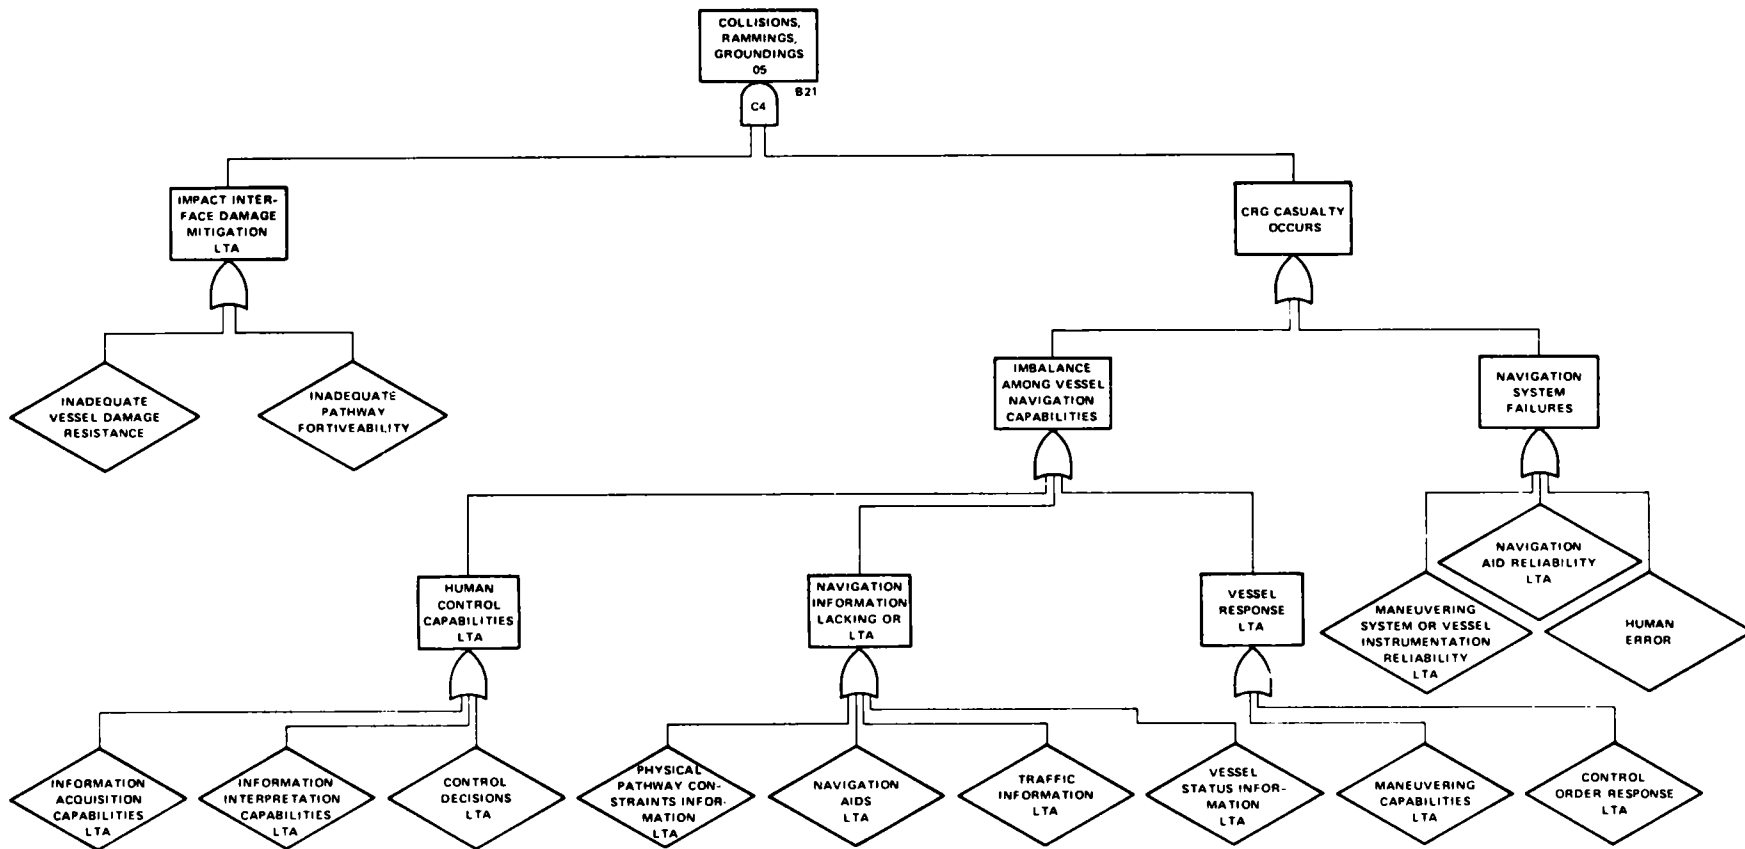 COLLISIONS,
RAMMINGS,
GROUNDINGS
05
B21
C4
IMPACT INTER-
FACE DAMAGE
MITIGATION
LTA
CRG CASUALTY
OCCURS
INADEQUATE
VESSEL DAMAGE
RESISTANCE
INADEQUATE
PATHWAY
FORTIVEABILITY
IMBALANCE
AMONG VESSEL
NAVIGATION
CAPABILITIES
NAVIGATION
SYSTEM
FAILURES
HUMAN
CONTROL
CAPABILITIES
LTA
NAVIGATION
INFORMATION
LACKING OR
LTA
VESSEL
RESPONSE
LTA
MANEUVERING
SYSTEM OR VESSEL
INSTRUMENTATION
RELIABILITY
LTA
NAVIGATION
AID RELIABILITY
LTA
HUMAN
ERROR
INFORMATION
ACQUISITION
CAPABILITIES
LTA
INFORMATION
INTERPRETATION
CAPABILITIES
LTA
CONTROL
DECISIONS
LTA
PHYSICAL
PATHWAY CON-
STRAINTS INFOR-
MATION
LTA
NAVIGATION
AIDS
LTA
TRAFFIC
INFORMATION
LTA
VESSEL
STATUS INFOR-
MATION
LTA
MANEUVERING
CAPABILITIES
LTA
CONTROL
ORDER RESPONSE
LTA